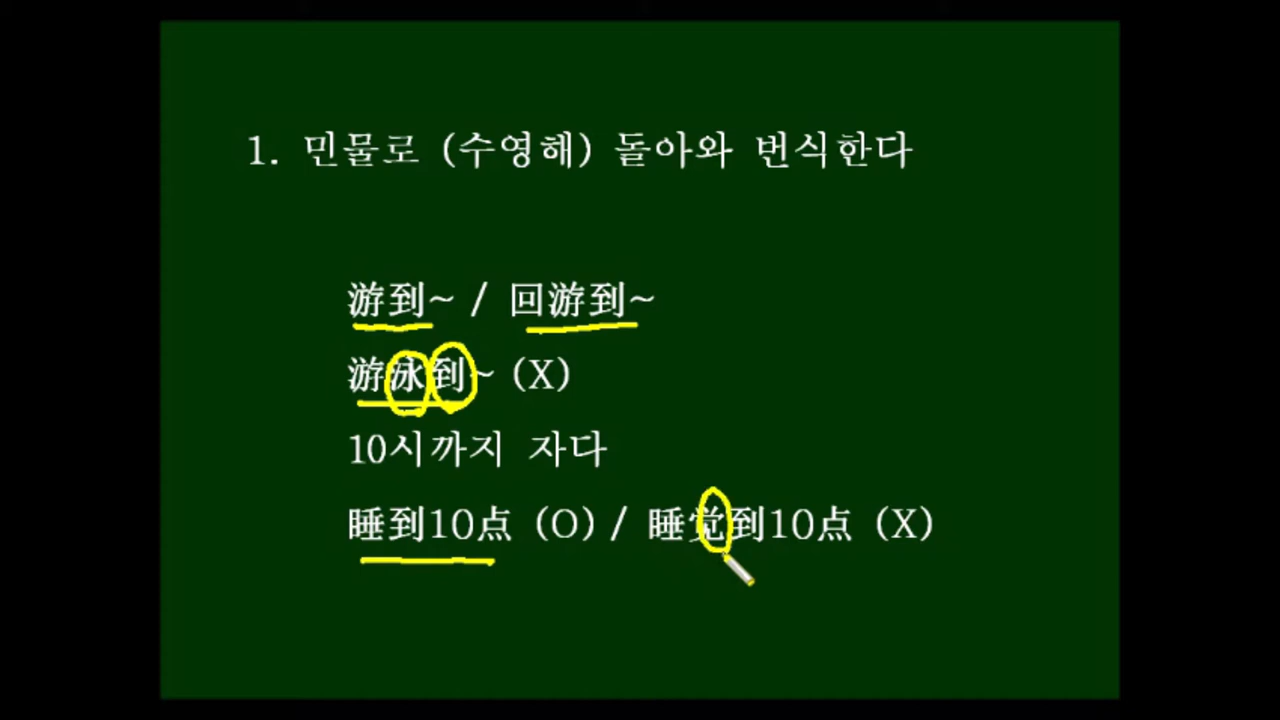 1. 민물로 (수영해) 돌아와 번식한다
游到~ / 回游到~
游泳到~ (X)
10시까지 자다
睡到10点 (O) / 睡觉到10点 (X)